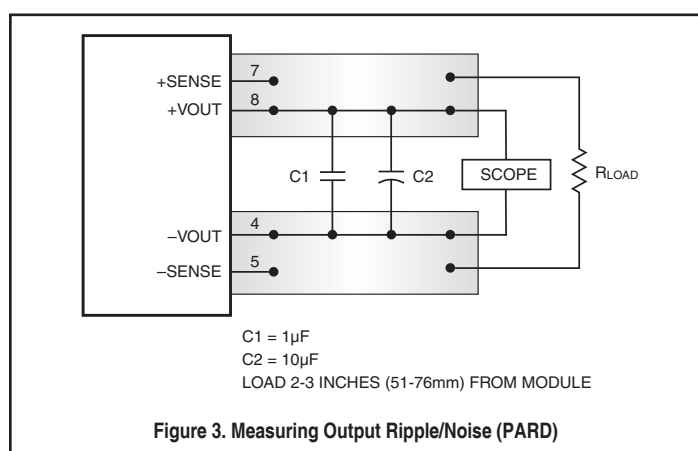 +SENSE 7
+VOUT 8
C1 C2 SCOPE RLOAD
–VOUT 4
–SENSE 5
C1 = 1µF
C2 = 10µF
LOAD 2-3 INCHES (51-76mm) FROM MODULE
Figure 3. Measuring Output Ripple/Noise (PARD)